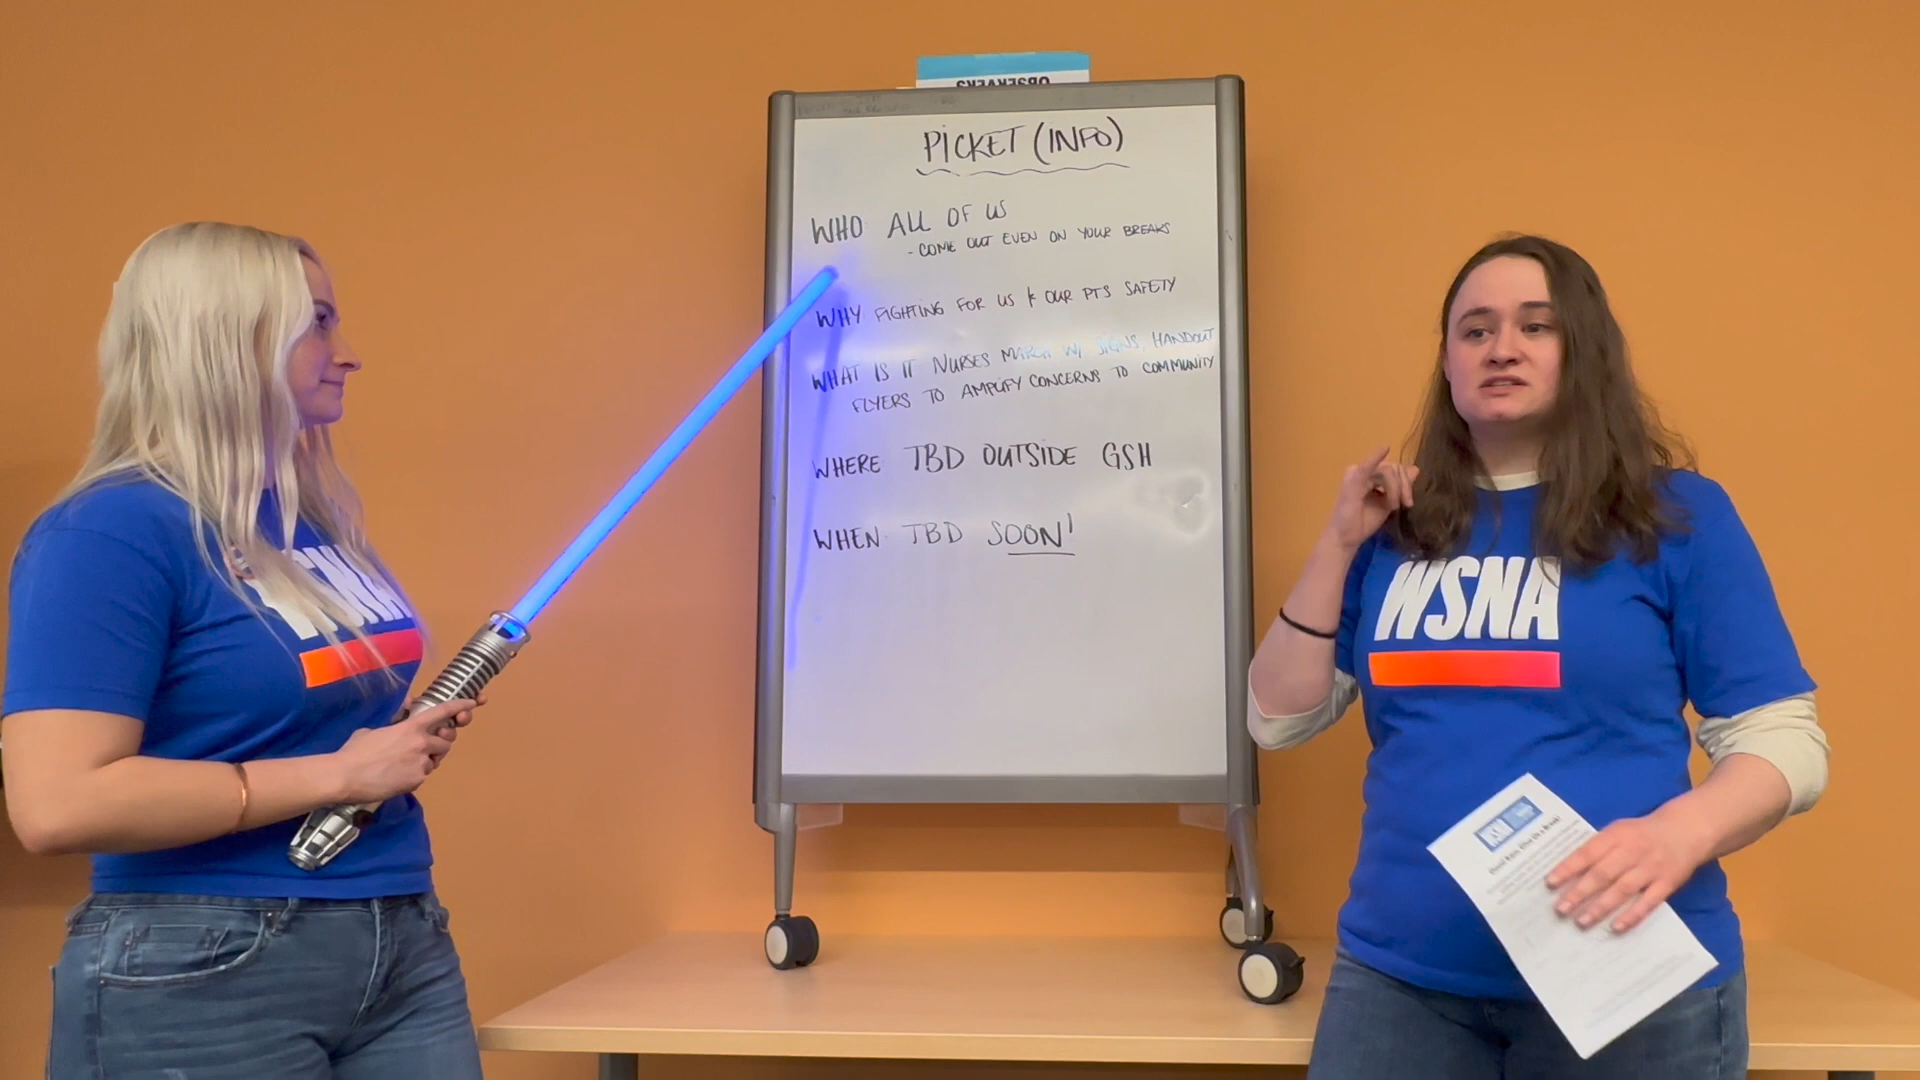 OBSERVERS
PICKET (INFO)
WHO ALL OF US
- COME OUT EVEN ON YOUR BREAKS
WHY FIGHTING FOR US & OUR PTS SAFETY
WHAT IS IT NURSES MARCH W/ SIGNS, HANDOUT
FLYERS TO AMPLIFY CONCERNS TO COMMUNITY
WHERE TBD OUTSIDE GSH
WHEN TBD SOON!
WSNA
WSNA
WSNA